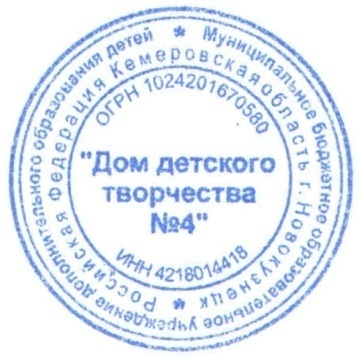 Муниципальное бюджетное образовательное учреждение дополнительного образования детей *
Российская Федерация Кемеровская область г. Новокузнецк *
ОГРН 1024201670580
"Дом детского
творчества
№4"
ИНН 4218014418